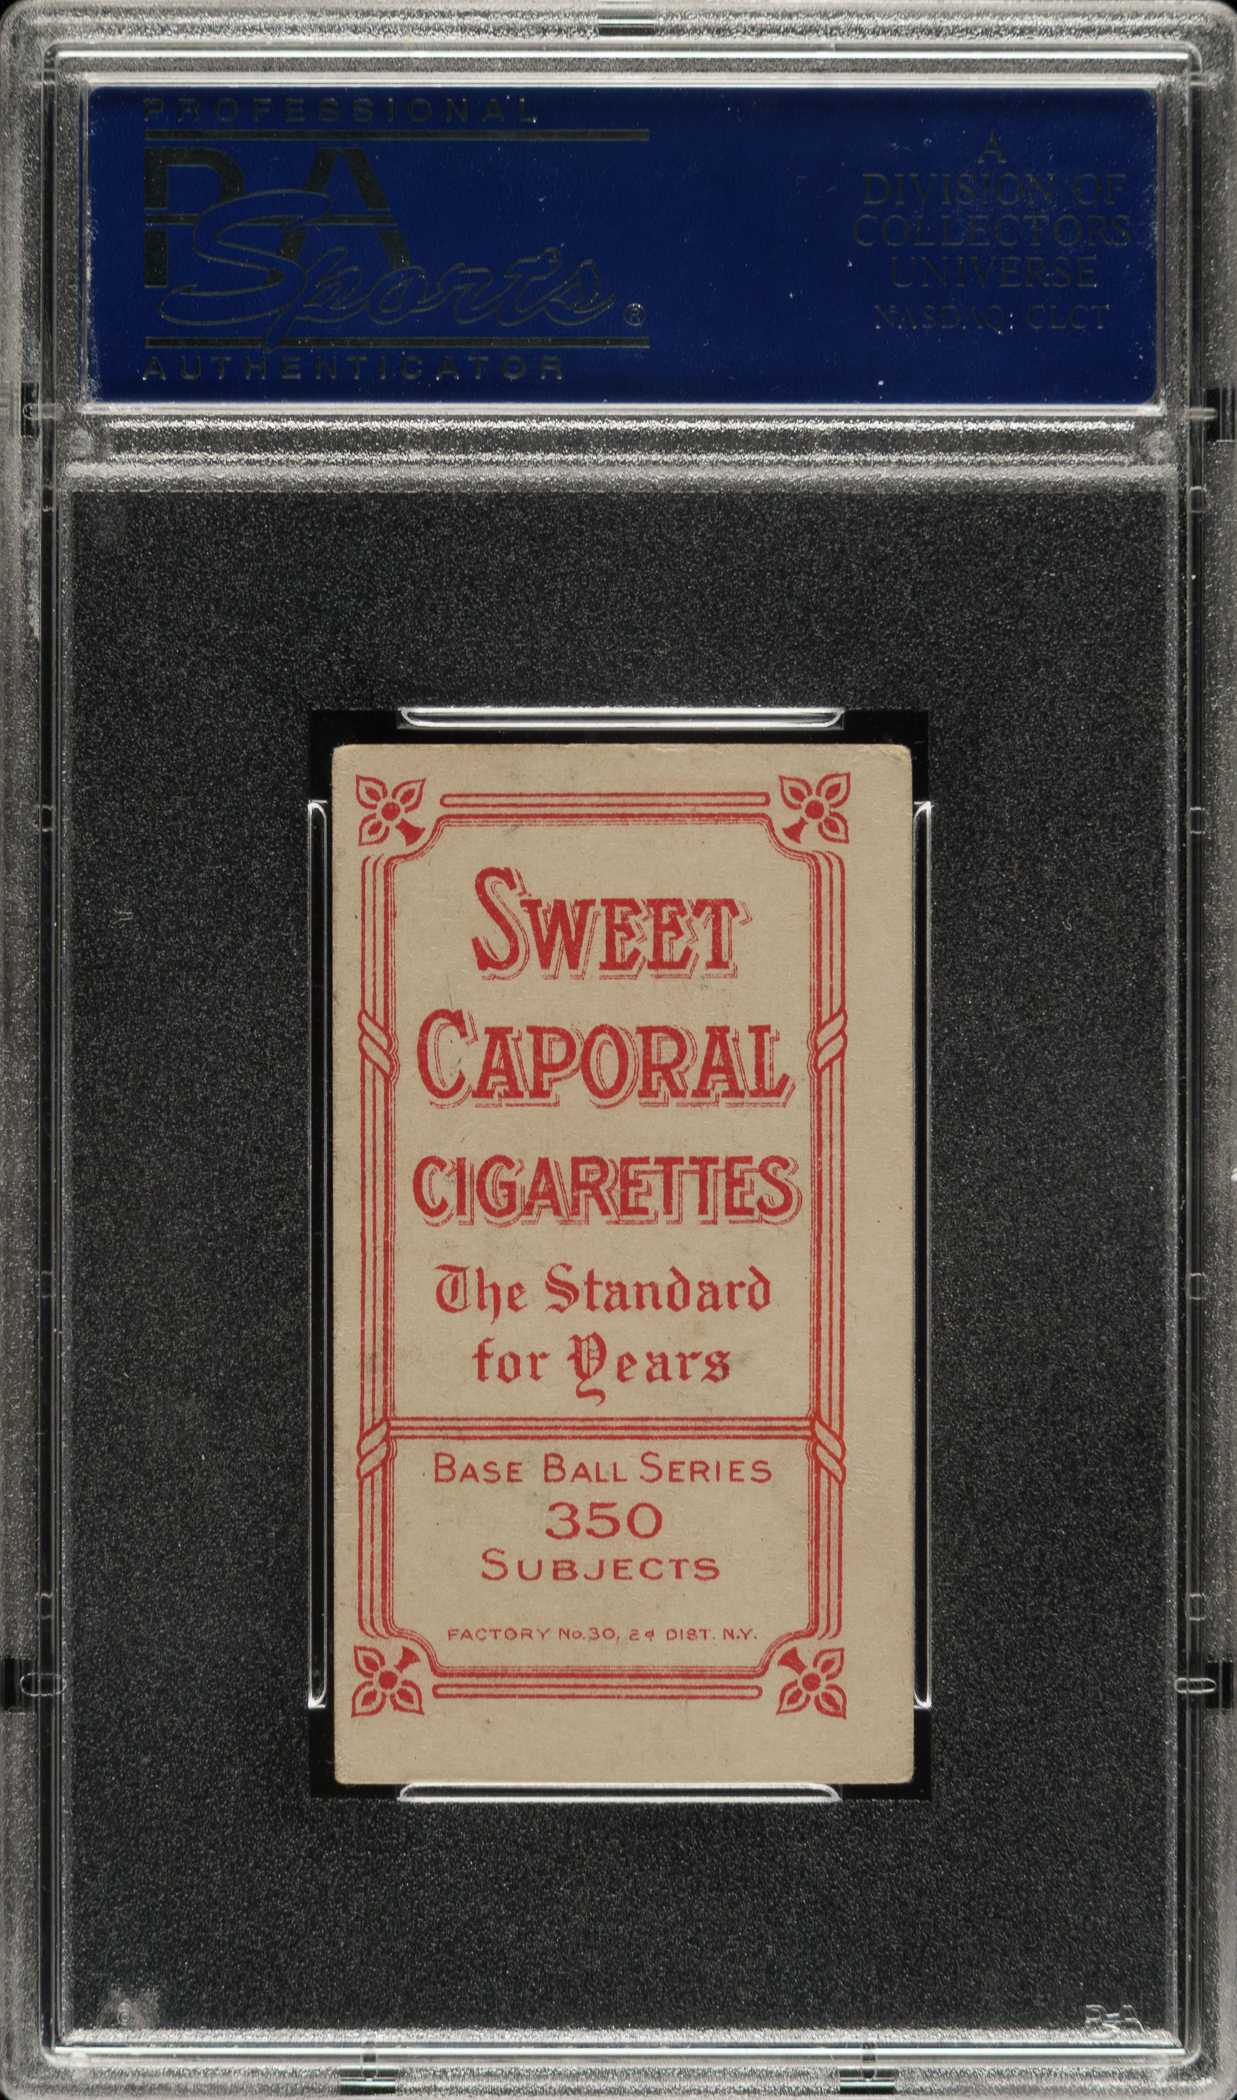 PROFESSIONAL
PSA
Sports®
AUTHENTICATOR
A
DIVISION OF
COLLECTORS
UNIVERSE
NASDAQ: CLCT
SWEET
CAPORAL
CIGARETTES
The Standard
for Years
BASE BALL SERIES
350
SUBJECTS
FACTORY No. 30, 2d DIST. N.Y.
PSA